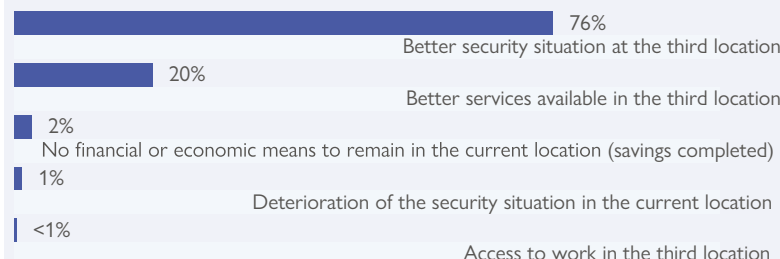 76%
Better security situation at the third location
20%
Better services available in the third location
2%
No financial or economic means to remain in the current location (savings completed)
1%
Deterioration of the security situation in the current location
<1%
Access to work in the third location